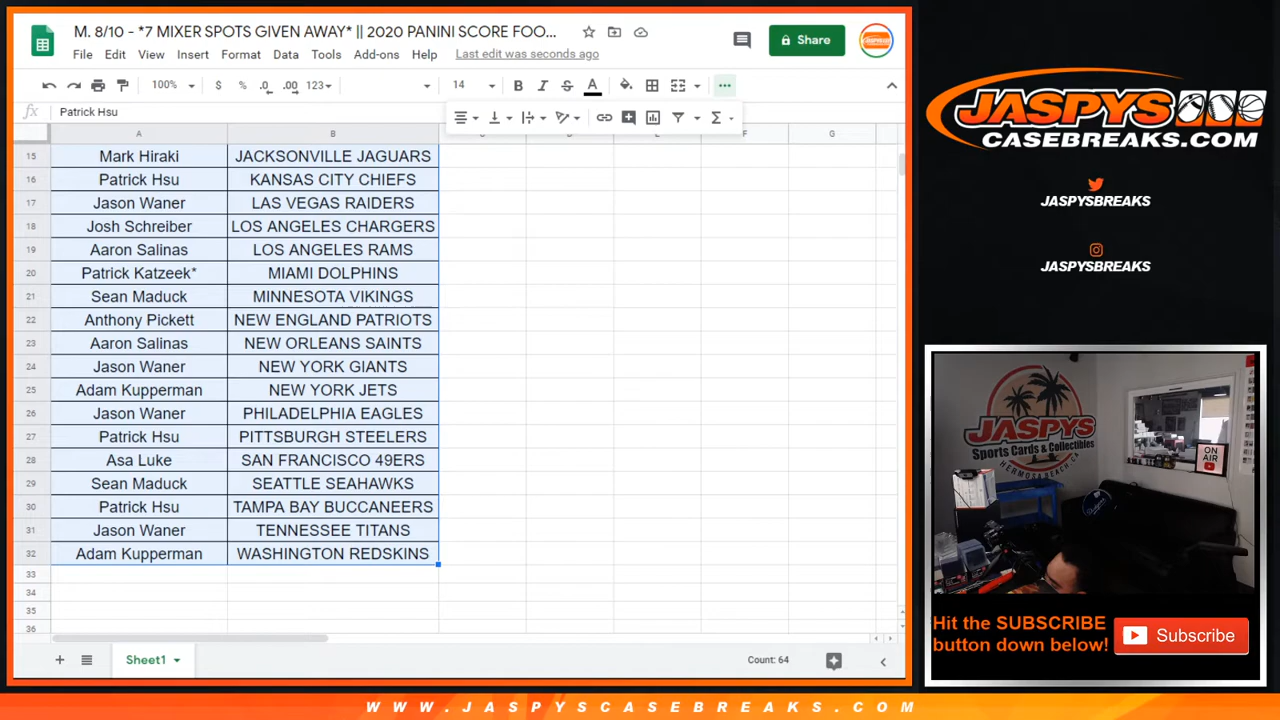 M. 8/10 - *7 MIXER SPOTS GIVEN AWAY* || 2020 PANINI SCORE FOO...
File Edit View Insert Format Data Tools Add-ons Help Last edit was seconds ago
Share
100% $ % .0 .00 123 14 B I S A
fx Patrick Hsu
A B C D E F G
15 Mark Hiraki JACKSONVILLE JAGUARS
16 Patrick Hsu KANSAS CITY CHIEFS
17 Jason Waner LAS VEGAS RAIDERS
18 Josh Schreiber LOS ANGELES CHARGERS
19 Aaron Salinas LOS ANGELES RAMS
20 Patrick Katzeek* MIAMI DOLPHINS
21 Sean Maduck MINNESOTA VIKINGS
22 Anthony Pickett NEW ENGLAND PATRIOTS
23 Aaron Salinas NEW ORLEANS SAINTS
24 Jason Waner NEW YORK GIANTS
25 Adam Kupperman NEW YORK JETS
26 Jason Waner PHILADELPHIA EAGLES
27 Patrick Hsu PITTSBURGH STEELERS
28 Asa Luke SAN FRANCISCO 49ERS
29 Sean Maduck SEATTLE SEAHAWKS
30 Patrick Hsu TAMPA BAY BUCCANEERS
31 Jason Waner TENNESSEE TITANS
32 Adam Kupperman WASHINGTON REDSKINS
33
34
35
36
Sheet1
Count: 64
JASPYS
CASEBREAKS.COM
JASPYSBREAKS
JASPYSBREAKS
JASPYS
Sports Cards & Collectibles
HERMOSA BEACH, CA
ON
AIR
Hit the SUBSCRIBE
button down below!
Subscribe
WWW.JASPYSCASEBREAKS.COM